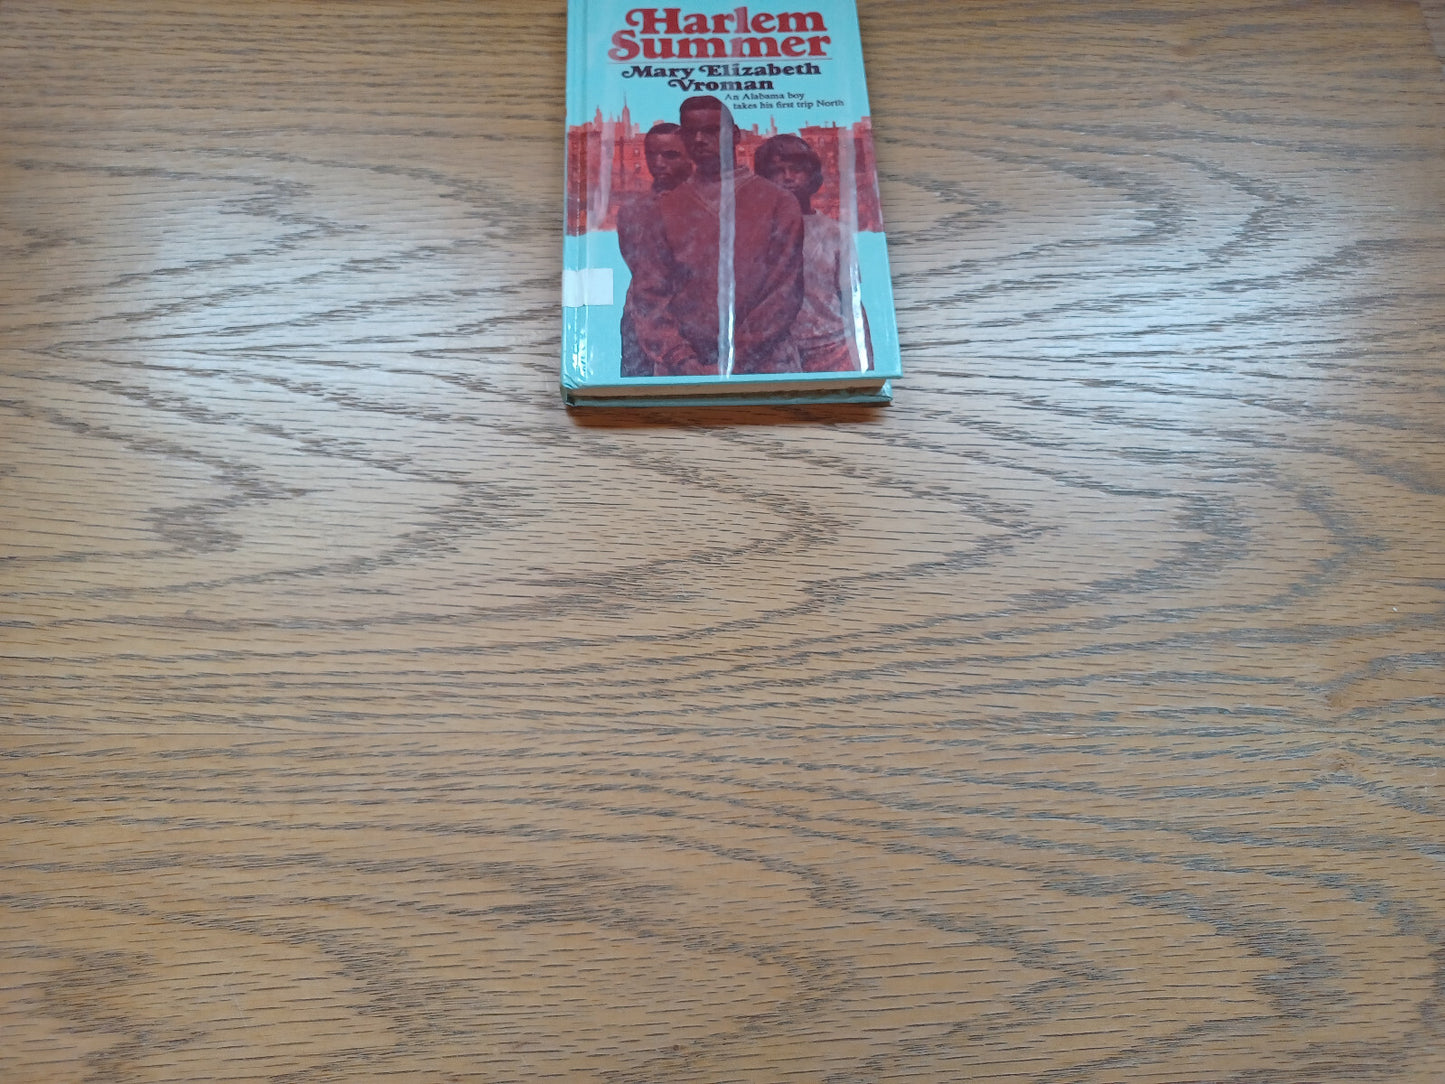 Harlem
Summer
Mary Elizabeth
Vroman
An Alabama boy
takes his first trip North